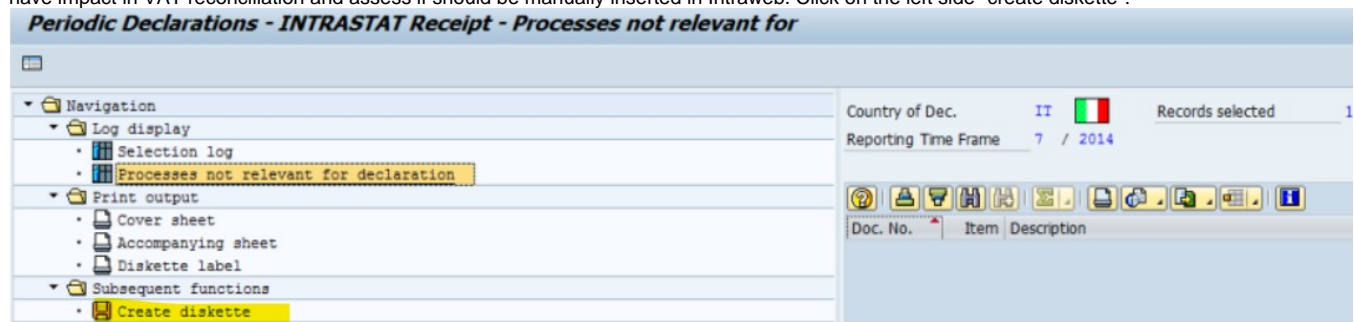 have impact in VAT reconciliation and assess if should be manually inserted in Intraweb. Click on the left side "create diskette".
Periodic Declarations - INTRASTAT Receipt - Processes not relevant for
Navigation
Log display
Selection log
Processes not relevant for declaration
Print output
Cover sheet
Accompanying sheet
Diskette label
Subsequent functions
Create diskette
Country of Dec. IT Records selected 1
Reporting Time Frame 7 / 2014
Doc. No. Item Description